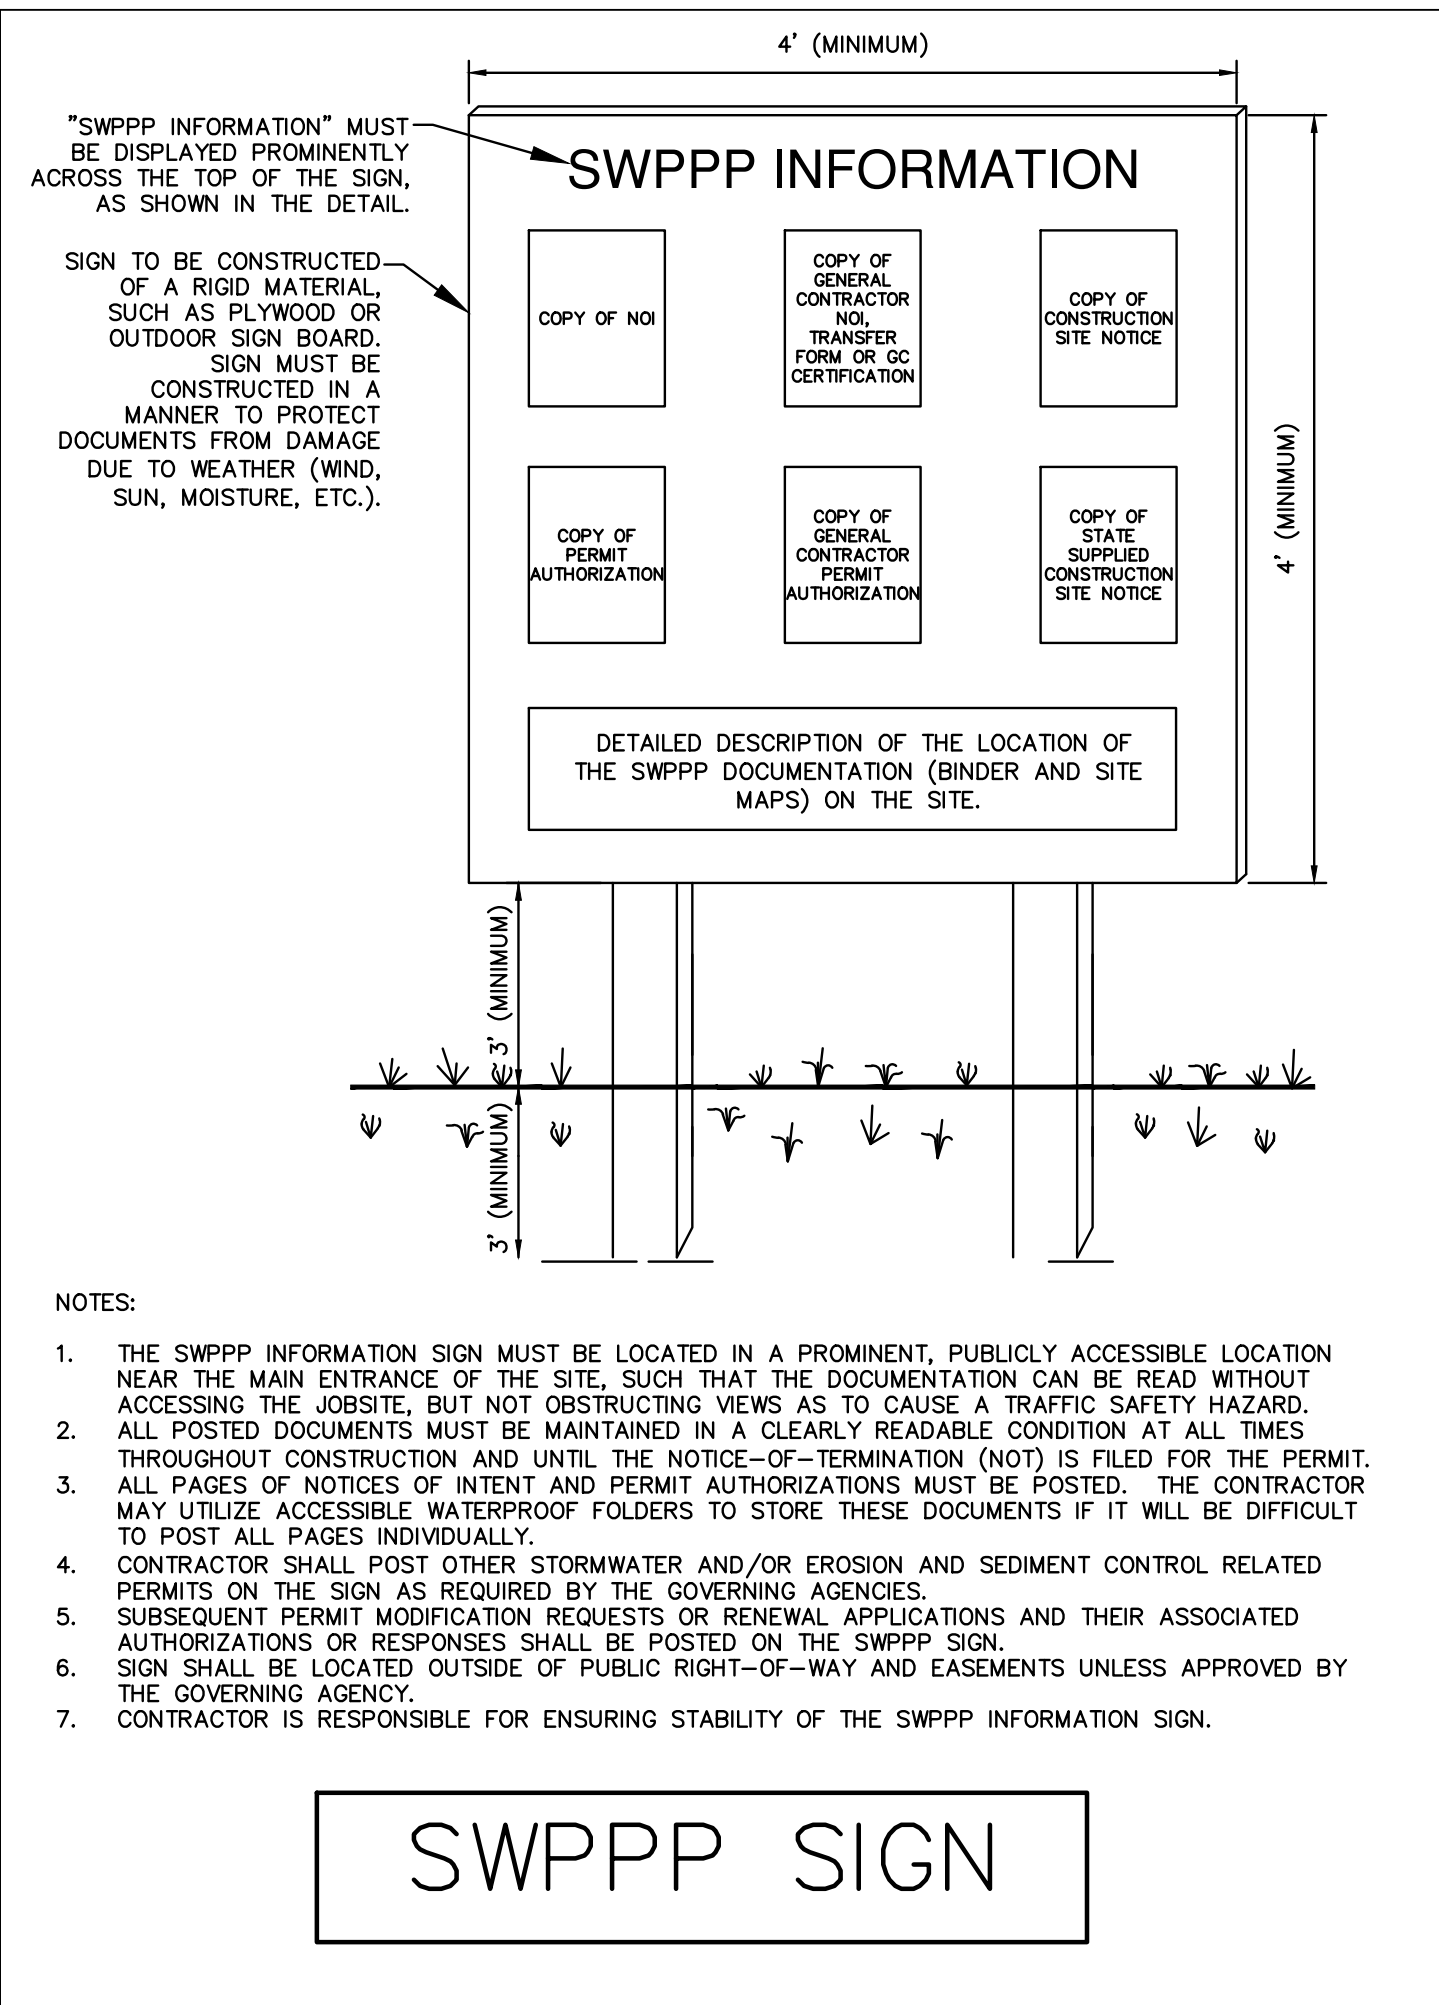 4' (MINIMUM)
"SWPPP INFORMATION" MUST
BE DISPLAYED PROMINENTLY
ACROSS THE TOP OF THE SIGN,
AS SHOWN IN THE DETAIL.
SIGN TO BE CONSTRUCTED
OF A RIGID MATERIAL,
SUCH AS PLYWOOD OR
OUTDOOR SIGN BOARD.
SIGN MUST BE
CONSTRUCTED IN A
MANNER TO PROTECT
DOCUMENTS FROM DAMAGE
DUE TO WEATHER (WIND,
SUN, MOISTURE, ETC.).
SWPPP INFORMATION
COPY OF NOI
COPY OF
GENERAL
CONTRACTOR
NOI,
TRANSFER
FORM OR GC
CERTIFICATION
COPY OF
CONSTRUCTION
SITE NOTICE
COPY OF
PERMIT
AUTHORIZATION
COPY OF
GENERAL
CONTRACTOR
PERMIT
AUTHORIZATION
COPY OF
STATE
SUPPLIED
CONSTRUCTION
SITE NOTICE
4' (MINIMUM)
DETAILED DESCRIPTION OF THE LOCATION OF
THE SWPPP DOCUMENTATION (BINDER AND SITE
MAPS) ON THE SITE.
3' (MINIMUM)
3' (MINIMUM)
NOTES:
1. THE SWPPP INFORMATION SIGN MUST BE LOCATED IN A PROMINENT, PUBLICLY ACCESSIBLE LOCATION
NEAR THE MAIN ENTRANCE OF THE SITE, SUCH THAT THE DOCUMENTATION CAN BE READ WITHOUT
ACCESSING THE JOBSITE, BUT NOT OBSTRUCTING VIEWS AS TO CAUSE A TRAFFIC SAFETY HAZARD.
2. ALL POSTED DOCUMENTS MUST BE MAINTAINED IN A CLEARLY READABLE CONDITION AT ALL TIMES
THROUGHOUT CONSTRUCTION AND UNTIL THE NOTICE-OF-TERMINATION (NOT) IS FILED FOR THE PERMIT.
3. ALL PAGES OF NOTICES OF INTENT AND PERMIT AUTHORIZATIONS MUST BE POSTED. THE CONTRACTOR
MAY UTILIZE ACCESSIBLE WATERPROOF FOLDERS TO STORE THESE DOCUMENTS IF IT WILL BE DIFFICULT
TO POST ALL PAGES INDIVIDUALLY.
4. CONTRACTOR SHALL POST OTHER STORMWATER AND/OR EROSION AND SEDIMENT CONTROL RELATED
PERMITS ON THE SIGN AS REQUIRED BY THE GOVERNING AGENCIES.
5. SUBSEQUENT PERMIT MODIFICATION REQUESTS OR RENEWAL APPLICATIONS AND THEIR ASSOCIATED
AUTHORIZATIONS OR RESPONSES SHALL BE POSTED ON THE SWPPP SIGN.
6. SIGN SHALL BE LOCATED OUTSIDE OF PUBLIC RIGHT-OF-WAY AND EASEMENTS UNLESS APPROVED BY
THE GOVERNING AGENCY.
7. CONTRACTOR IS RESPONSIBLE FOR ENSURING STABILITY OF THE SWPPP INFORMATION SIGN.
SWPPP SIGN